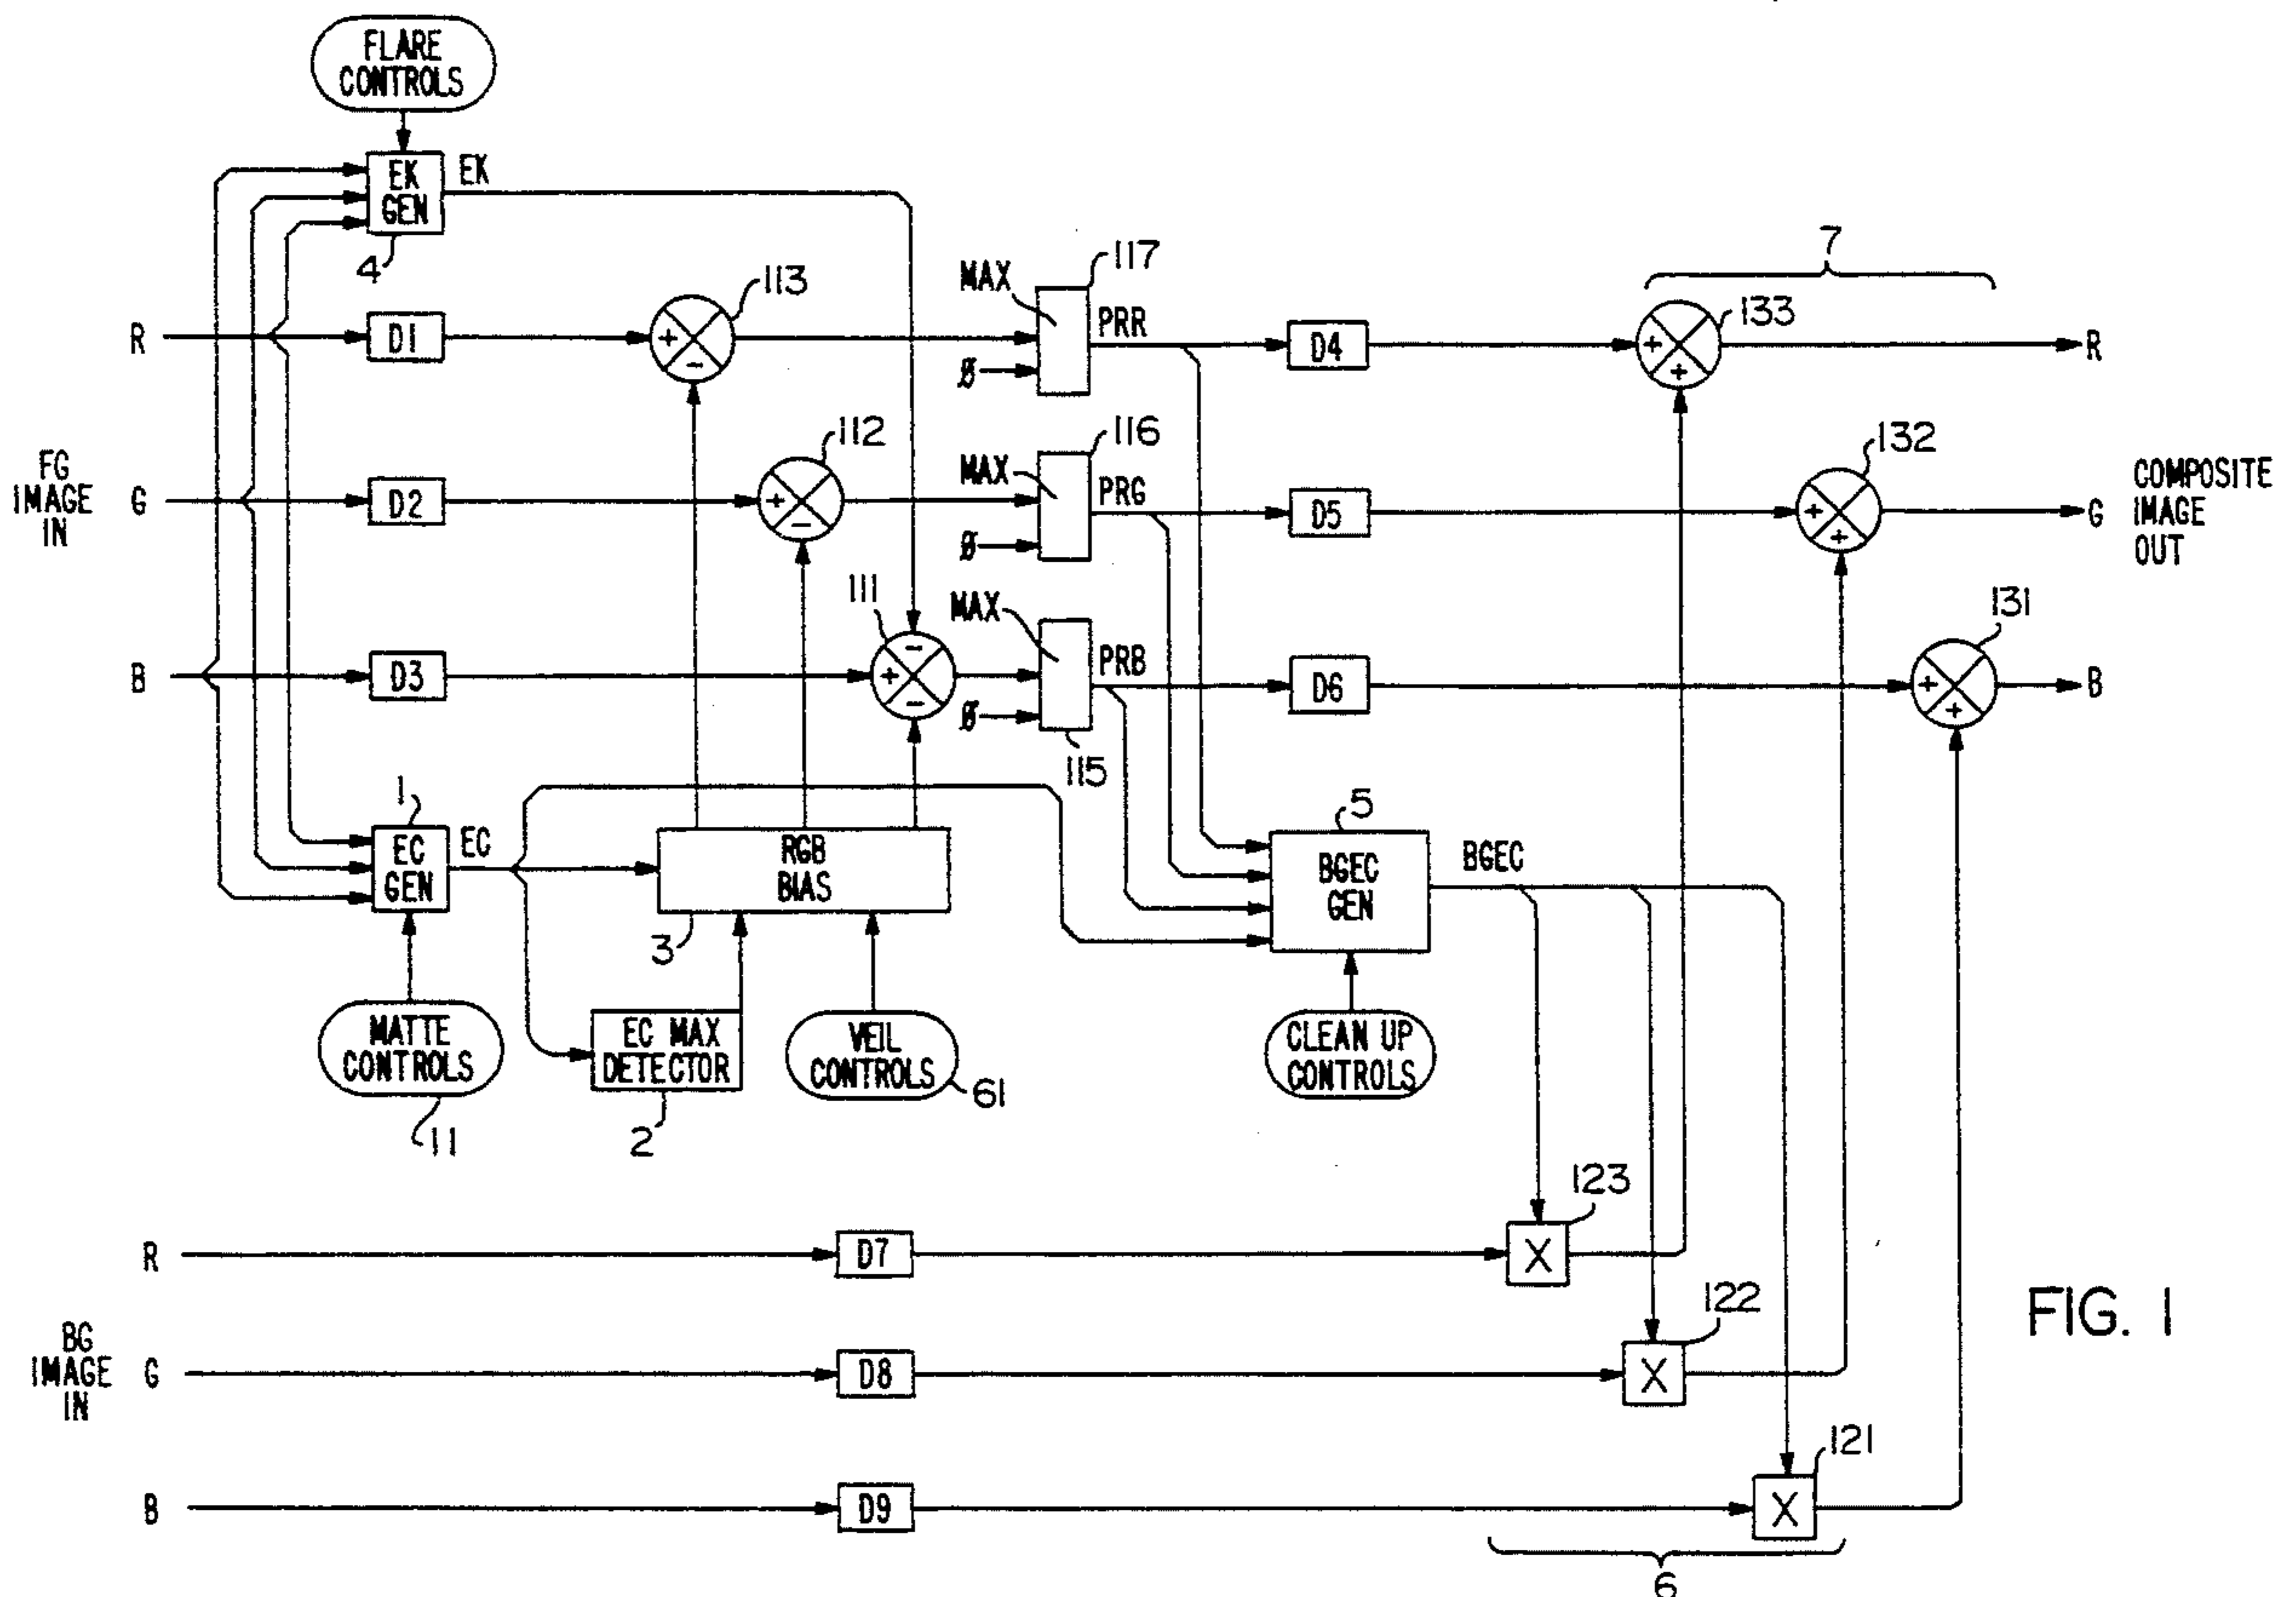 FLARE
CONTROLS
EK
GEN
EK
4
113
MAX
117
PRR
7
133
R
D1
+
-
Ø
D4
+
+
R
112
MAX
116
PRG
132
FG
IMAGE
IN
G
D2
+
-
Ø
D5
+
+
G
COMPOSITE
IMAGE
OUT
111
MAX
PRB
131
B
D3
-
+
-
Ø
115
D6
+
+
B
1
EC
GEN
EC
RGB
BIAS
3
5
BGEC
GEN
BGEC
MATTE
CONTROLS
11
EC MAX
DETECTOR
2
VEIL
CONTROLS
61
CLEAN UP
CONTROLS
123
R
D7
X
122
BG
IMAGE
IN
G
D8
X
121
B
D9
X
6
FIG. 1